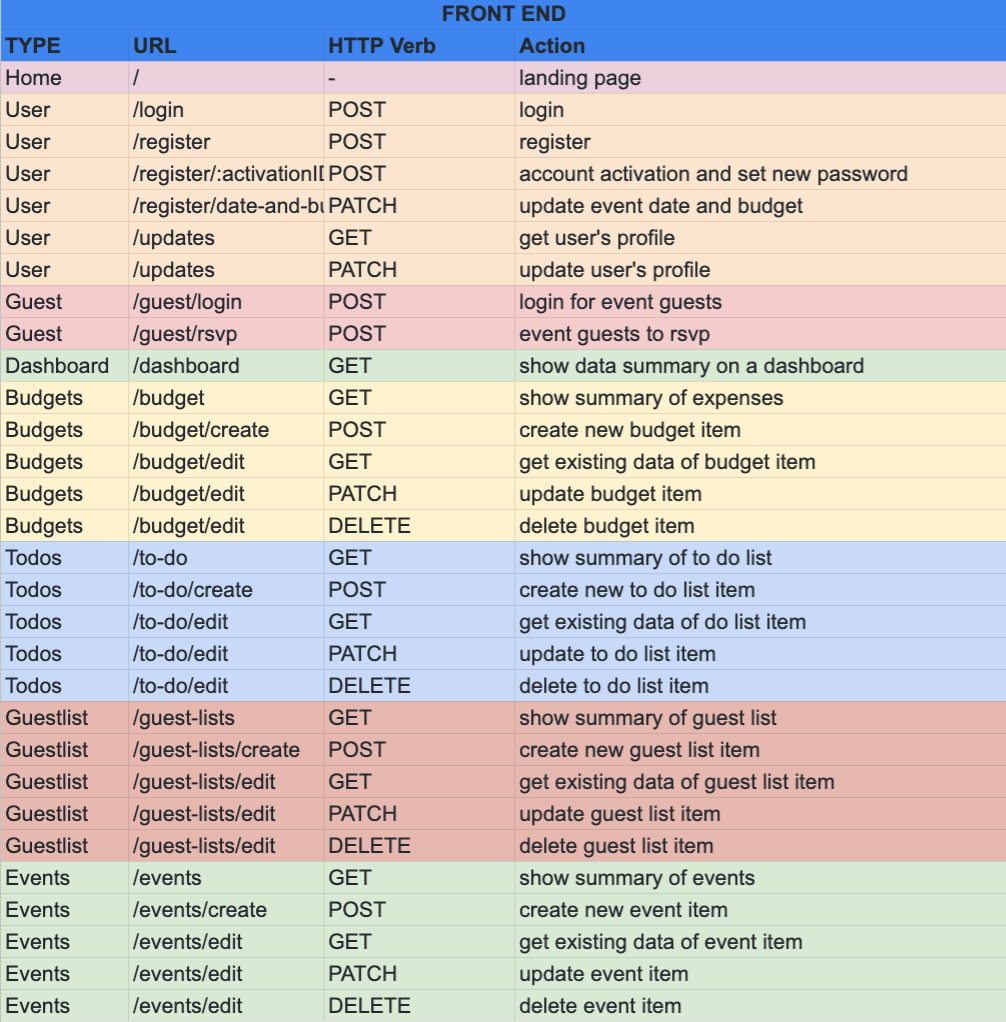 FRONT END
TYPE URL HTTP Verb Action
Home / - landing page
User /login POST login
User /register POST register
User /register/:activationI POST account activation and set new password
User /register/date-and-b PATCH update event date and budget
User /updates GET get user's profile
User /updates PATCH update user's profile
Guest /guest/login POST login for event guests
Guest /guest/rsvp POST event guests to rsvp
Dashboard /dashboard GET show data summary on a dashboard
Budgets /budget GET show summary of expenses
Budgets /budget/create POST create new budget item
Budgets /budget/edit GET get existing data of budget item
Budgets /budget/edit PATCH update budget item
Budgets /budget/edit DELETE delete budget item
Todos /to-do GET show summary of to do list
Todos /to-do/create POST create new to do list item
Todos /to-do/edit GET get existing data of do list item
Todos /to-do/edit PATCH update to do list item
Todos /to-do/edit DELETE delete to do list item
Guestlist /guest-lists GET show summary of guest list
Guestlist /guest-lists/create POST create new guest list item
Guestlist /guest-lists/edit GET get existing data of guest list item
Guestlist /guest-lists/edit PATCH update guest list item
Guestlist /guest-lists/edit DELETE delete guest list item
Events /events GET show summary of events
Events /events/create POST create new event item
Events /events/edit GET get existing data of event item
Events /events/edit PATCH update event item
Events /events/edit DELETE delete event item